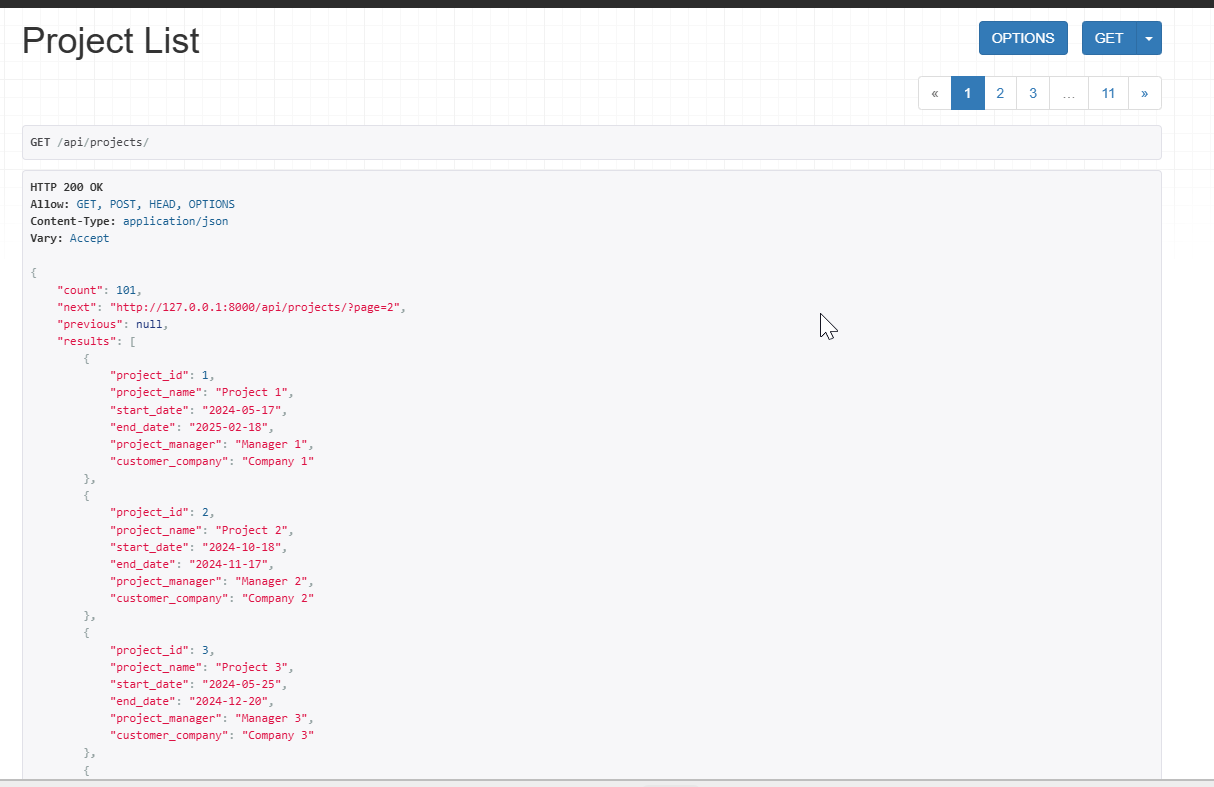 Project List
OPTIONS
GET
« 1 2 3 … 11 »
GET /api/projects/
HTTP 200 OK
Allow: GET, POST, HEAD, OPTIONS
Content-Type: application/json
Vary: Accept
{
    "count": 101,
    "next": "http://127.0.0.1:8000/api/projects/?page=2",
    "previous": null,
    "results": [
        {
            "project_id": 1,
            "project_name": "Project 1",
            "start_date": "2024-05-17",
            "end_date": "2025-02-18",
            "project_manager": "Manager 1",
            "customer_company": "Company 1"
        },
        {
            "project_id": 2,
            "project_name": "Project 2",
            "start_date": "2024-10-18",
            "end_date": "2024-11-17",
            "project_manager": "Manager 2",
            "customer_company": "Company 2"
        },
        {
            "project_id": 3,
            "project_name": "Project 3",
            "start_date": "2024-05-25",
            "end_date": "2024-12-20",
            "project_manager": "Manager 3",
            "customer_company": "Company 3"
        },
        {